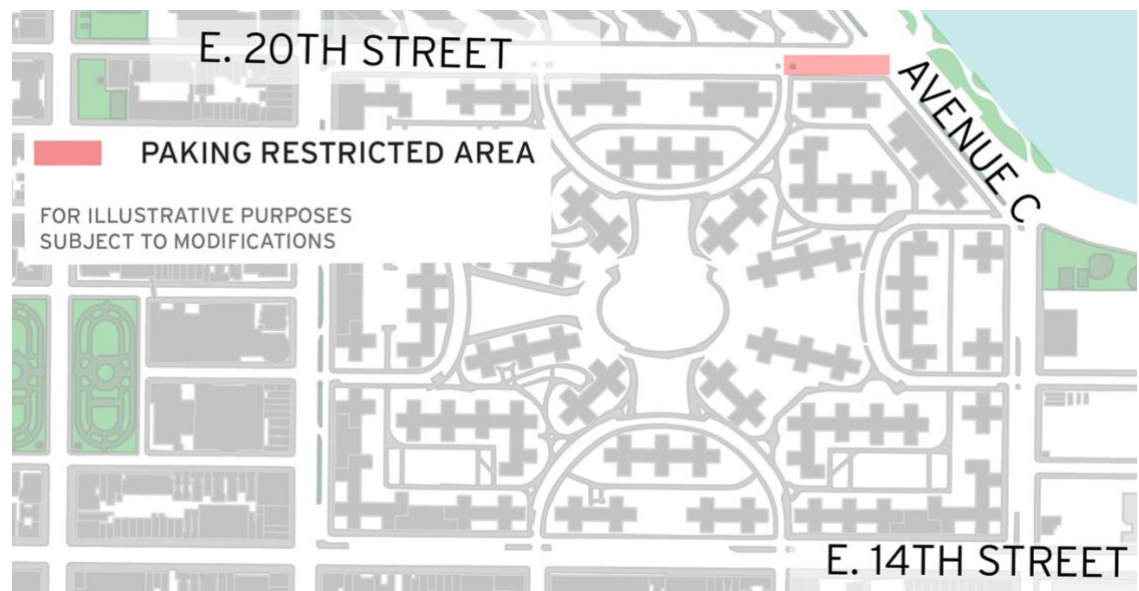 E. 20TH STREET
AVENUE C
PAKING RESTRICTED AREA
FOR ILLUSTRATIVE PURPOSES
SUBJECT TO MODIFICATIONS
E. 14TH STREET